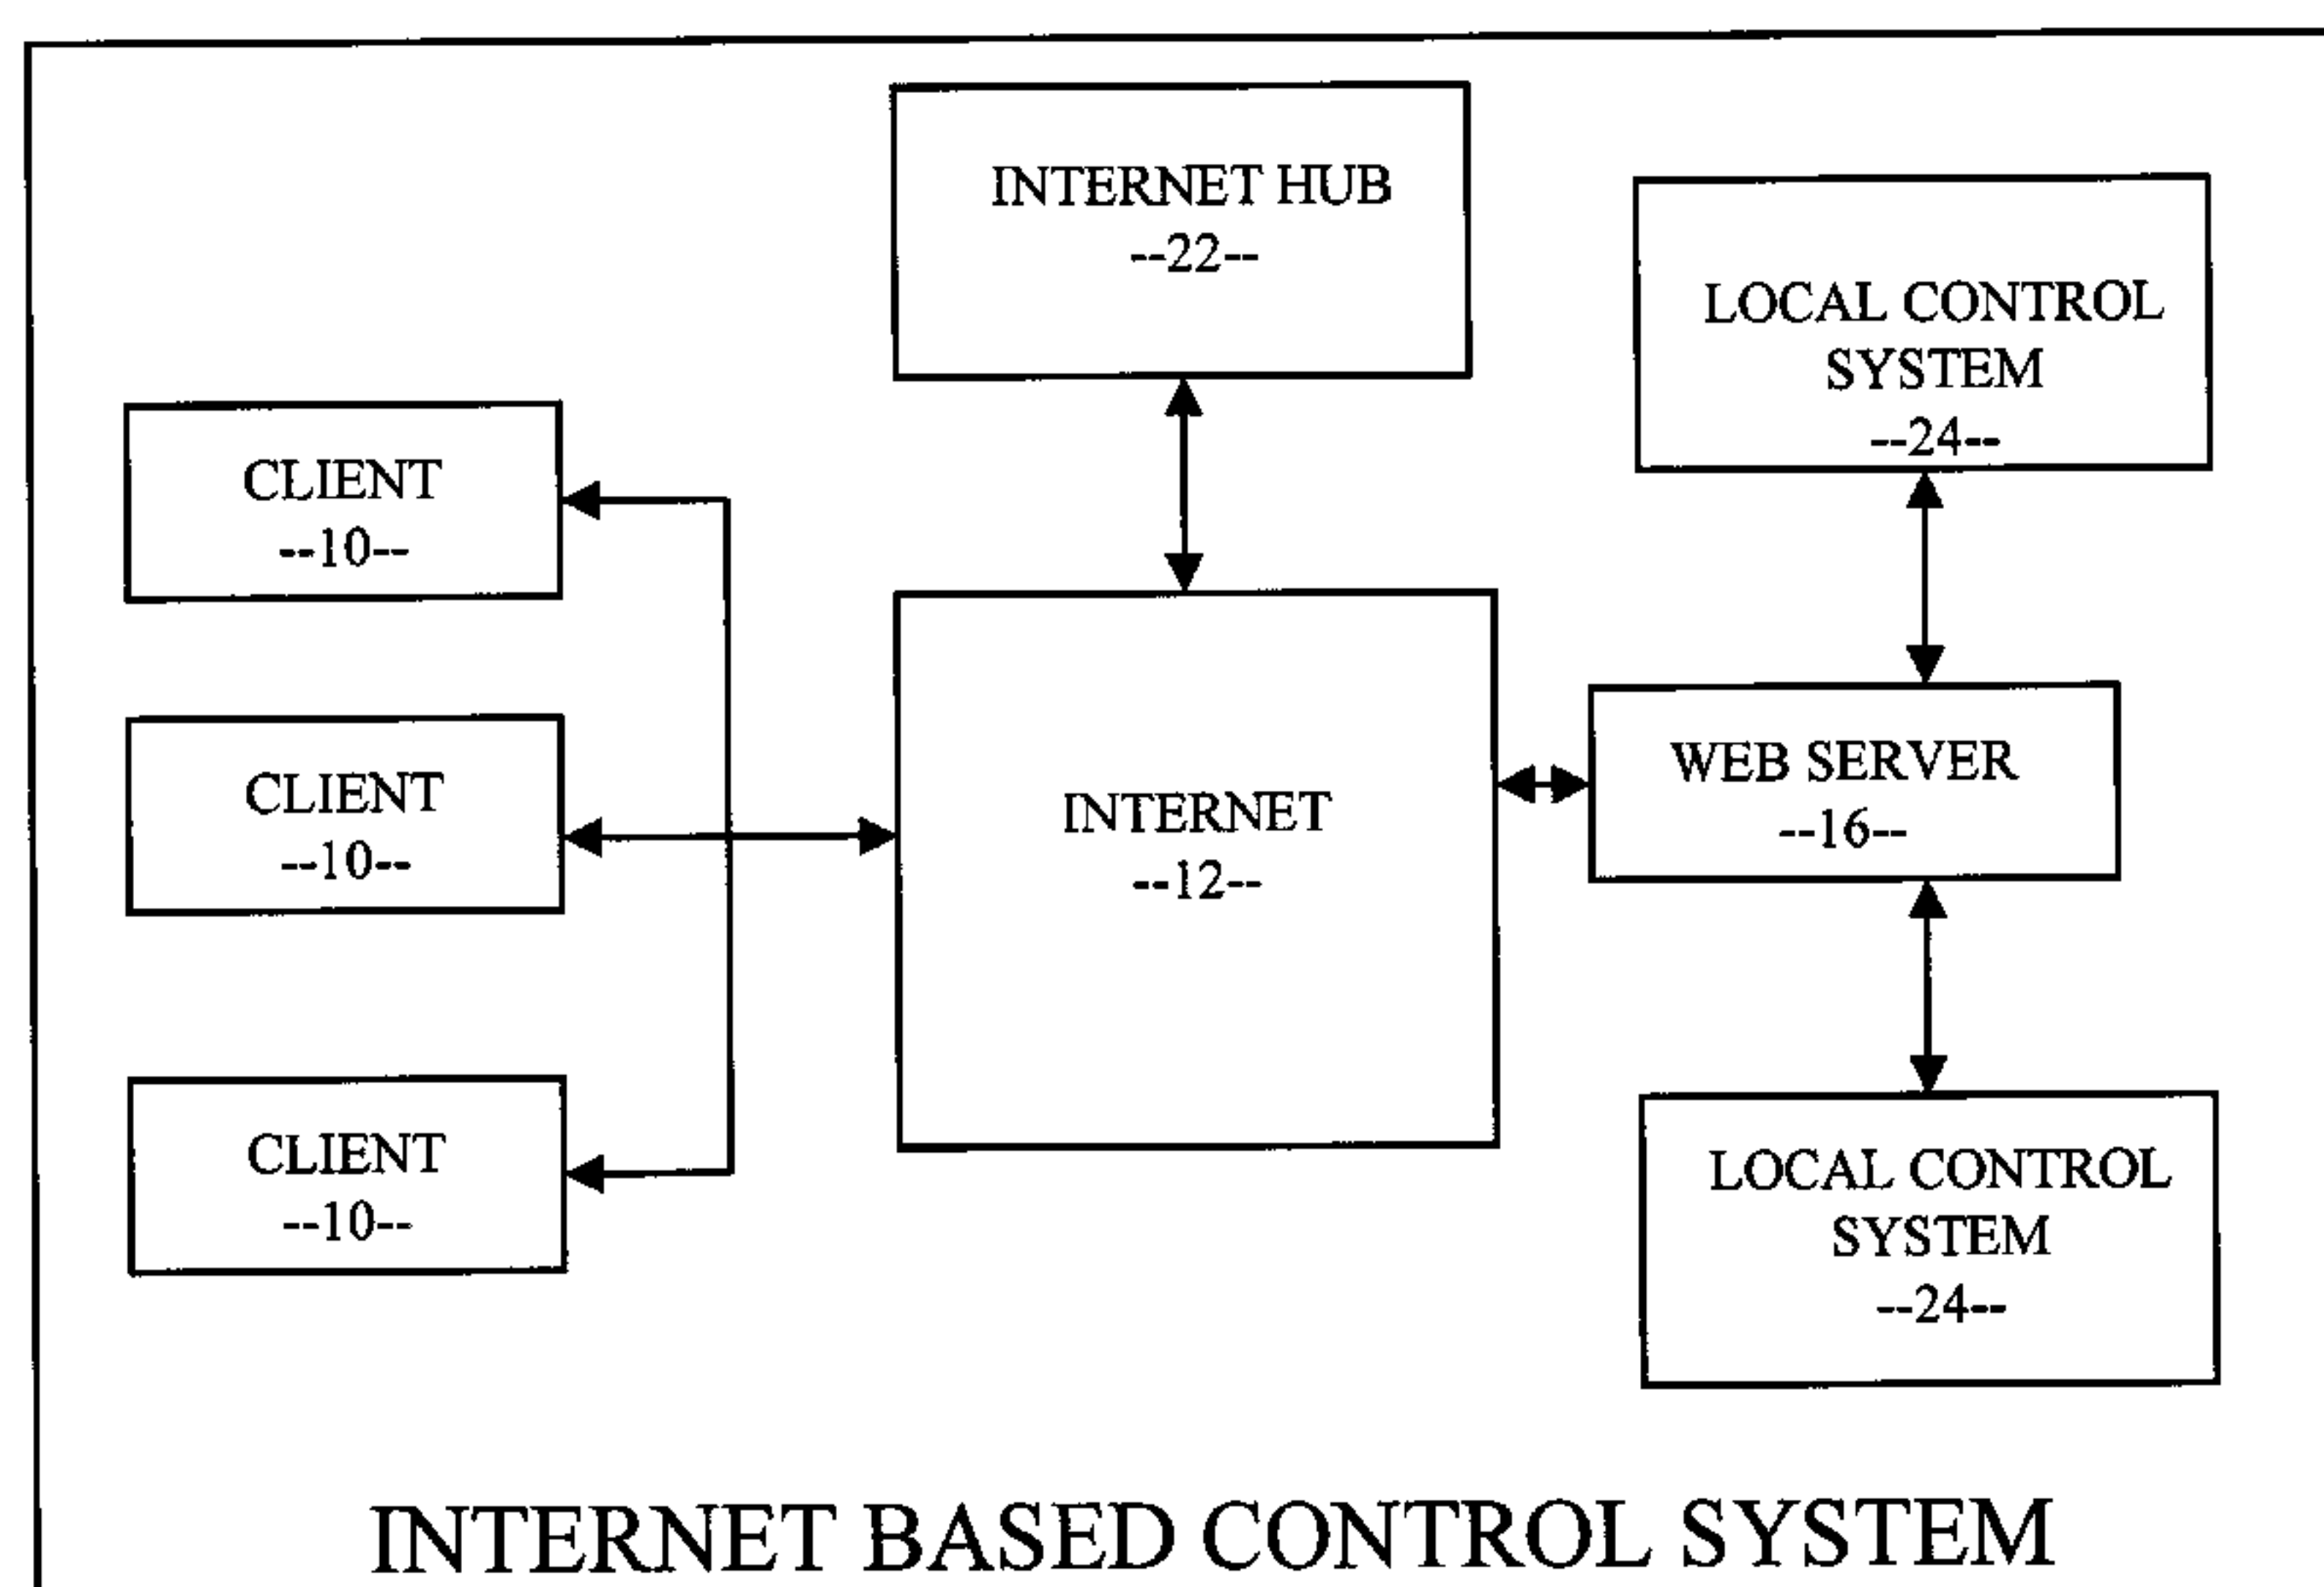 INTERNET HUB
--22--
LOCAL CONTROL
SYSTEM
--24--
CLIENT
--10--
CLIENT
--10--
INTERNET
--12--
WEB SERVER
--16--
CLIENT
--10--
LOCAL CONTROL
SYSTEM
--24--
INTERNET BASED CONTROL SYSTEM